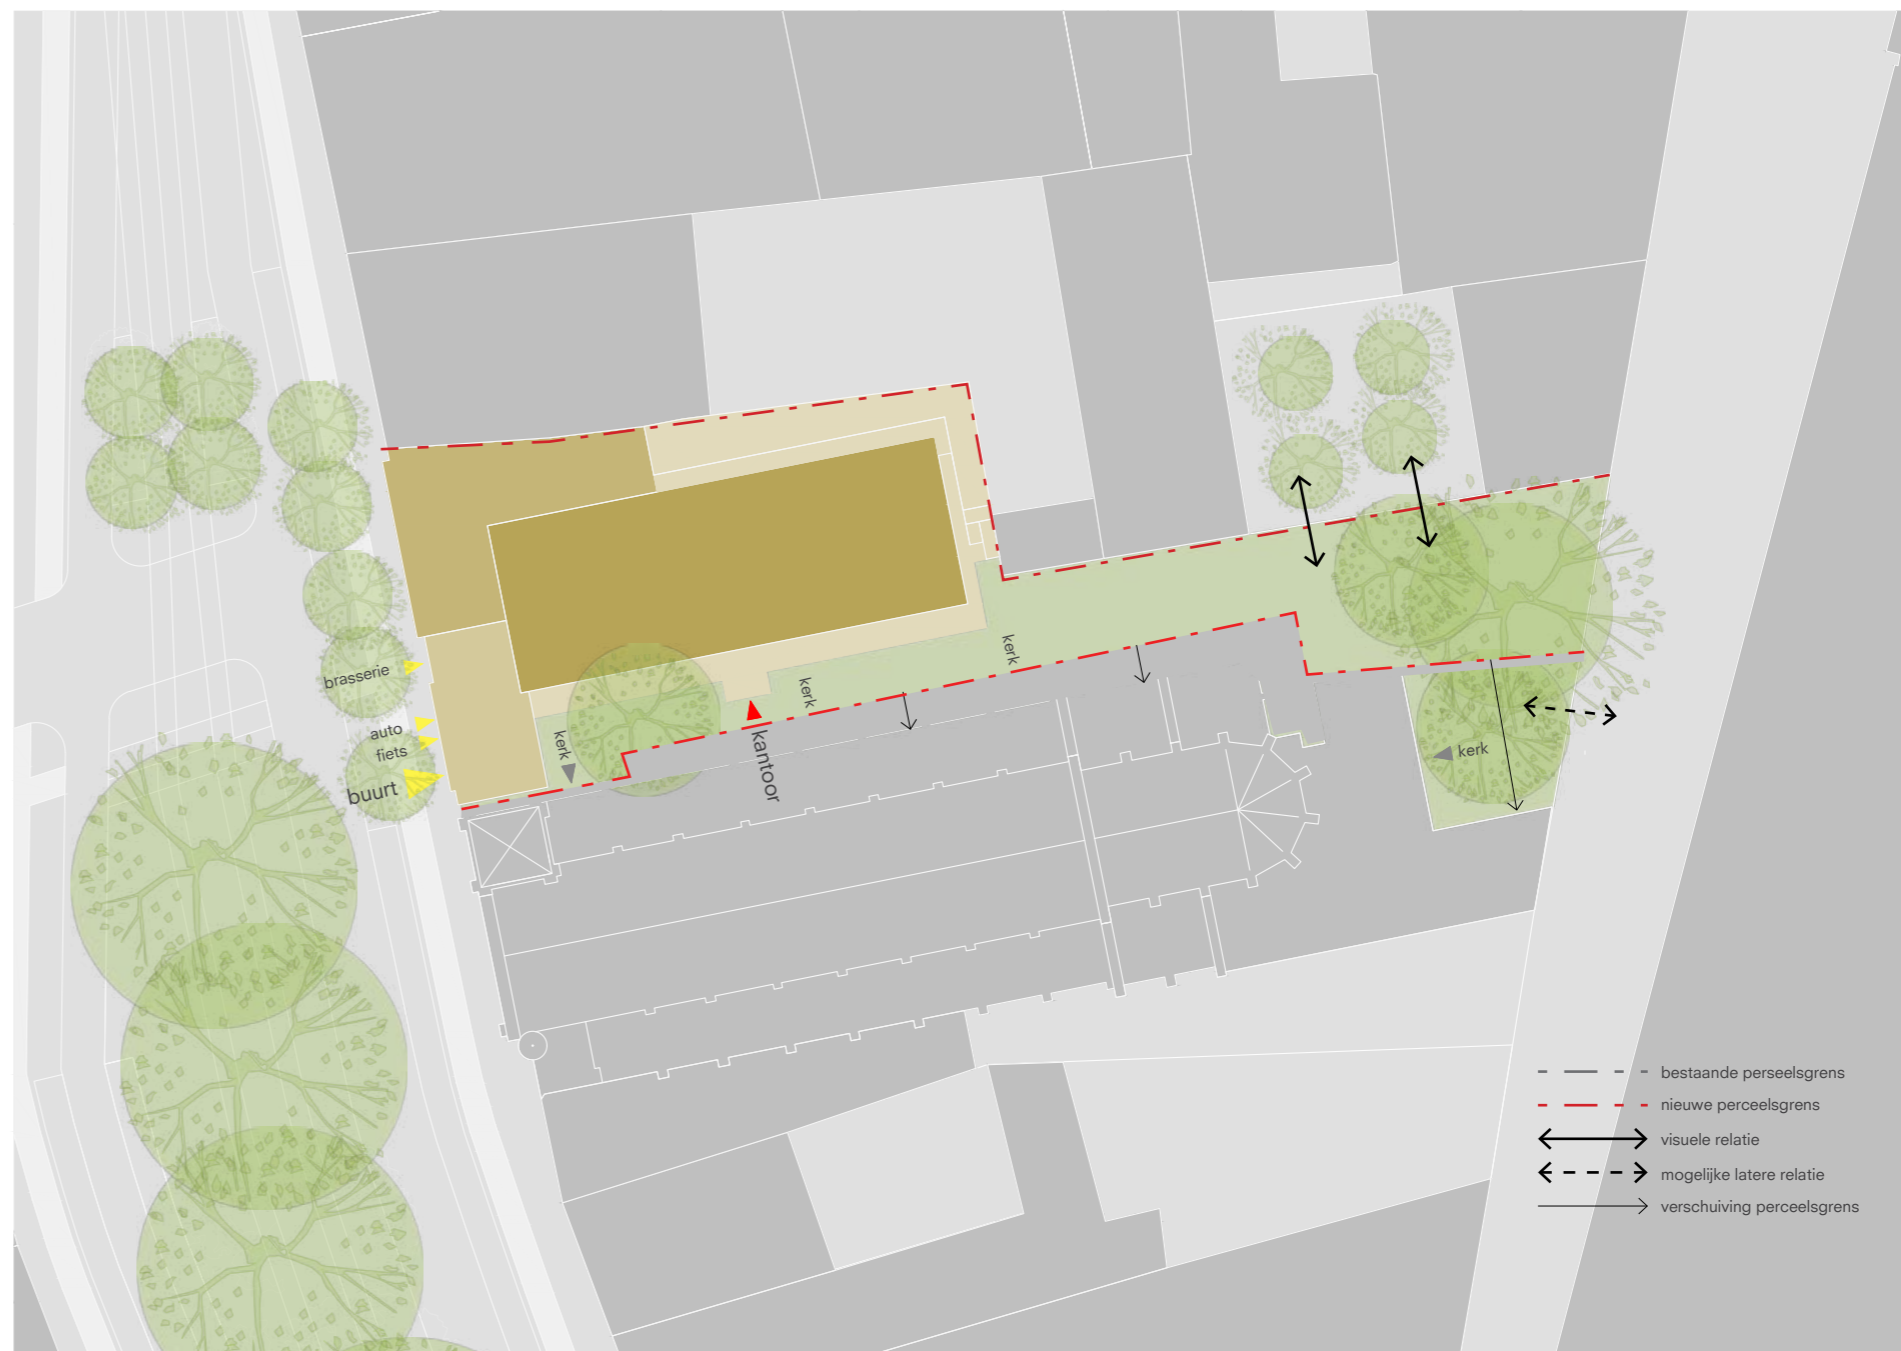 brasserie
auto
fiets
buurt
kerk
kantoor
kerk
kerk
kerk
bestaande perseelsgrens
nieuwe perceelsgrens
visuele relatie
mogelijke latere relatie
verschuiving perceelsgrens